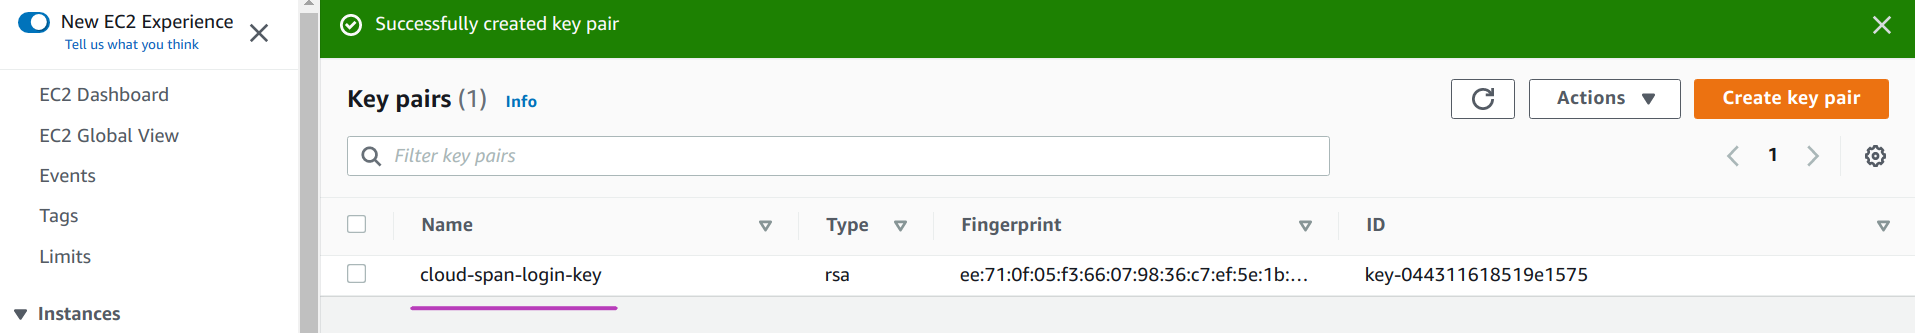 New EC2 Experience
Tell us what you think
EC2 Dashboard
EC2 Global View
Events
Tags
Limits
Instances
Successfully created key pair
Key pairs (1) Info
Actions
Create key pair
Filter key pairs
1
Name Type Fingerprint ID
cloud-span-login-key rsa ee:71:0f:05:f3:66:07:98:36:c7:ef:5e:1b:... key-044311618519e1575